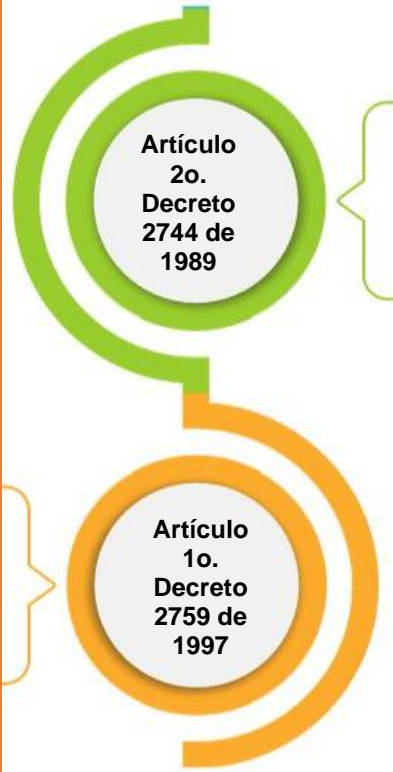 Artículo
2o.
Decreto
2744 de
1989
Artículo
1o.
Decreto
2759 de
1997